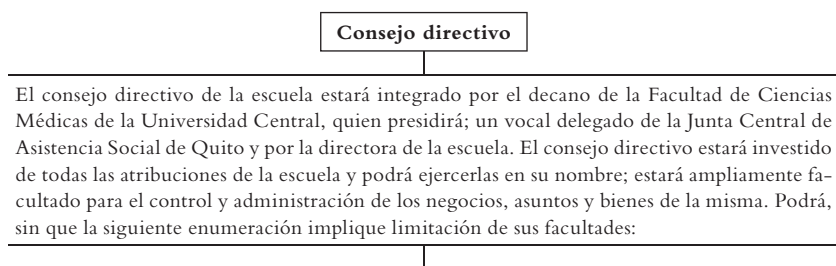 Consejo directivo
El consejo directivo de la escuela estará integrado por el decano de la Facultad de Ciencias
Médicas de la Universidad Central, quien presidirá; un vocal delegado de la Junta Central de
Asistencia Social de Quito y por la directora de la escuela. El consejo directivo estará investido
de todas las atribuciones de la escuela y podrá ejercerlas en su nombre; estará ampliamente fa-
cultado para el control y administración de los negocios, asuntos y bienes de la misma. Podrá,
sin que la siguiente enumeración implique limitación de sus facultades: